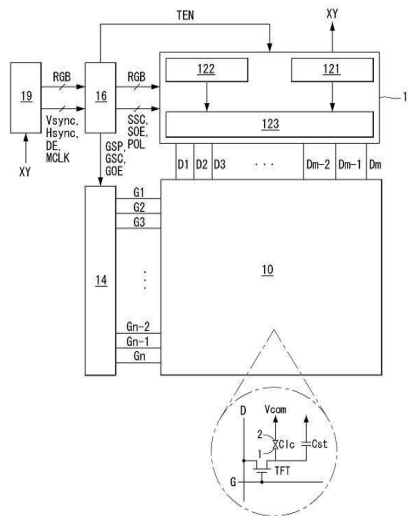 TEN
XY
RGB
RGB
122
121
19
16
1
123
Vsync,
Hsync,
DE,
MCLK
SSC,
SOE,
POL
GSP,
GSC,
GOE
XY
D1 D2 D3 ... Dm-2 Dm-1 Dm
G1
G2
G3
14
10
Gn-2
Gn-1
Gn
D
Vcom
2
Clc
Cst
1
TFT
G